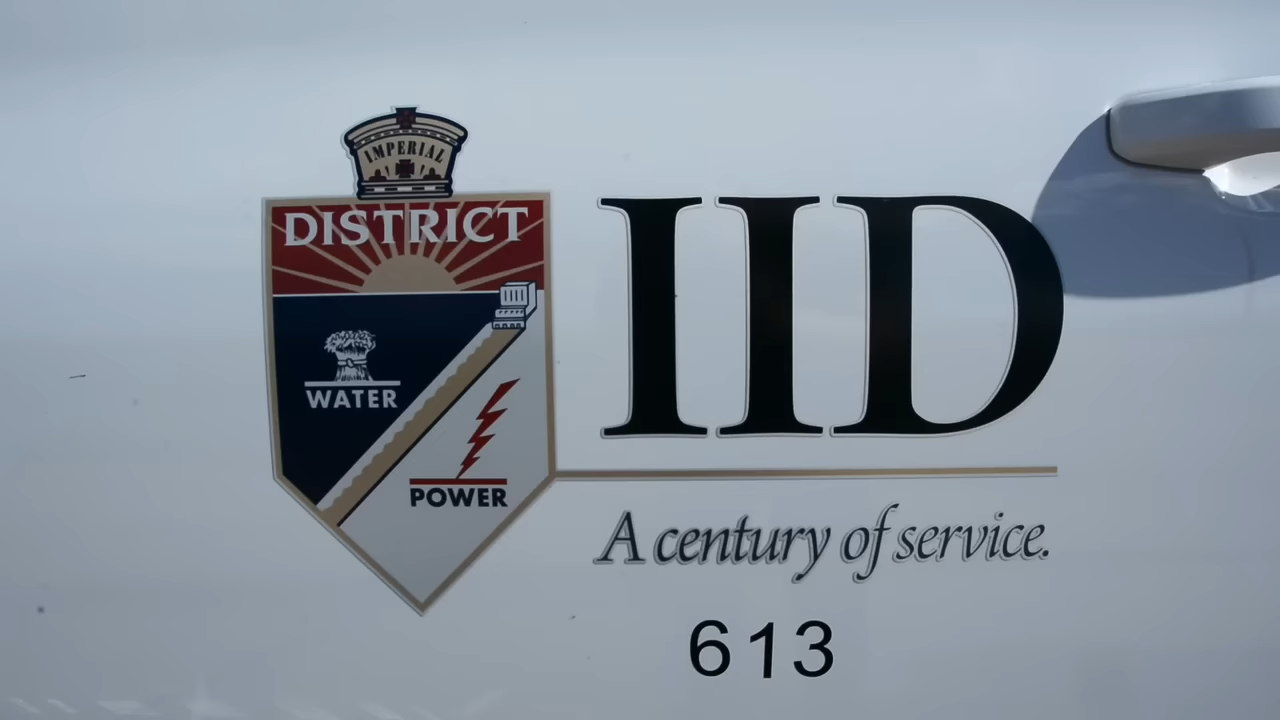 IMPERIAL
DISTRICT
WATER
POWER
IID
A century of service.
613